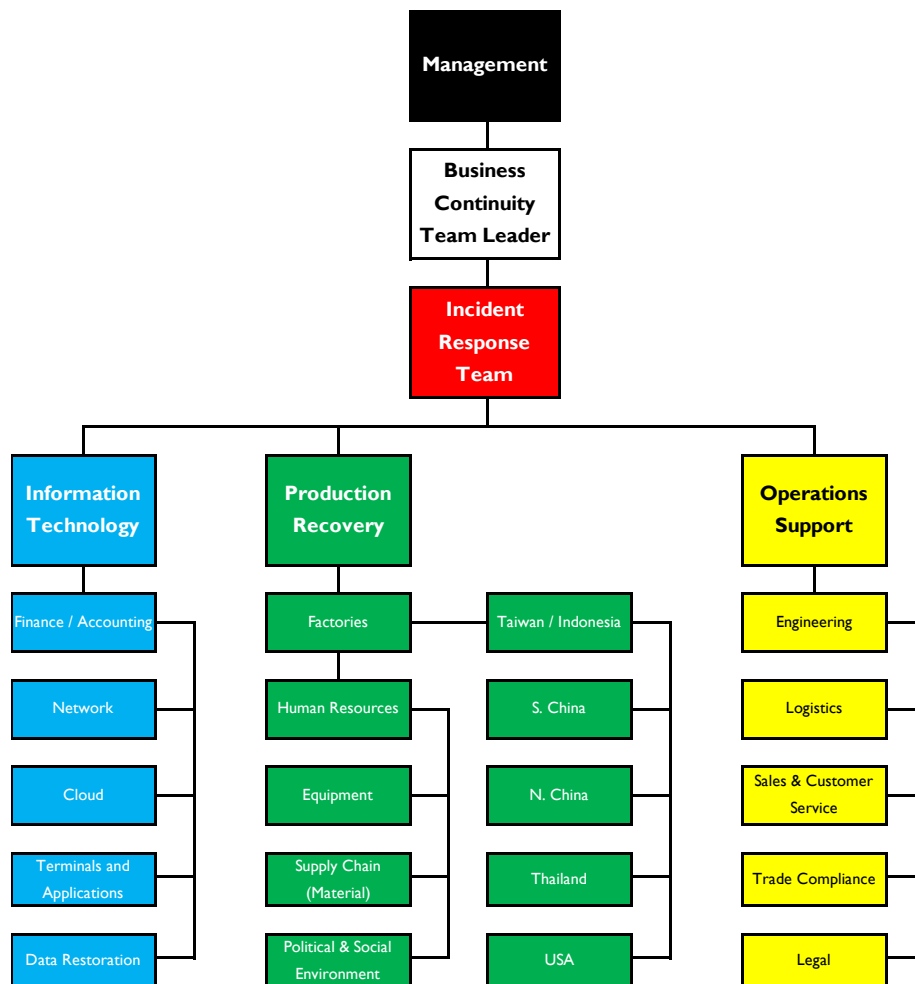 Management
Business
Continuity
Team Leader
Incident
Response
Team
Information
Technology
Production
Recovery
Operations
Support
Finance / Accounting
Factories
Taiwan / Indonesia
Engineering
Network
Human Resources
S. China
Logistics
Cloud
Equipment
N. China
Sales & Customer
Service
Terminals and
Applications
Supply Chain
(Material)
Thailand
Trade Compliance
Data Restoration
Political & Social
Environment
USA
Legal